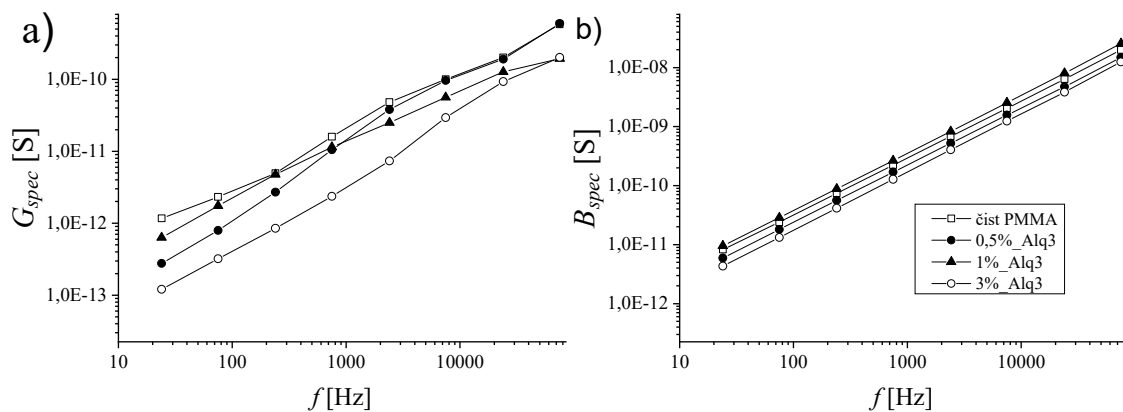 a)
G_spec [S]
1,0E-10
1,0E-11
1,0E-12
1,0E-13
10 100 1000 10000
f [Hz]
b)
B_spec [S]
1,0E-08
1,0E-09
1,0E-10
1,0E-11
1,0E-12
10 100 1000 10000
f [Hz]
čist PMMA
0,5%_Alq3
1%_Alq3
3%_Alq3